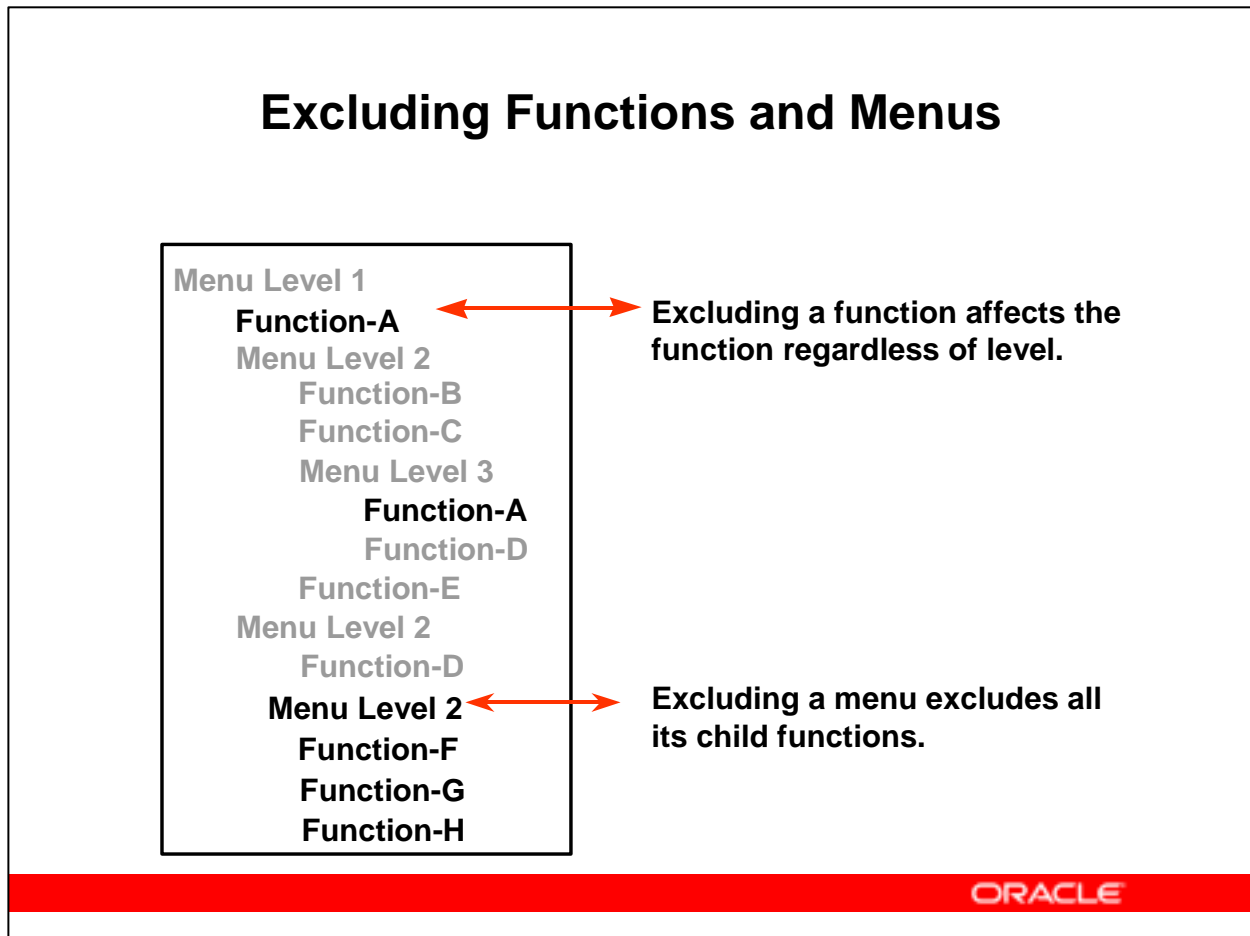 Excluding Functions and Menus
Menu Level 1
Function-A
Menu Level 2
Function-B
Function-C
Menu Level 3
Function-A
Function-D
Function-E
Menu Level 2
Function-D
Menu Level 2
Function-F
Function-G
Function-H
Excluding a function affects the
function regardless of level.
Excluding a menu excludes all
its child functions.
ORACLE